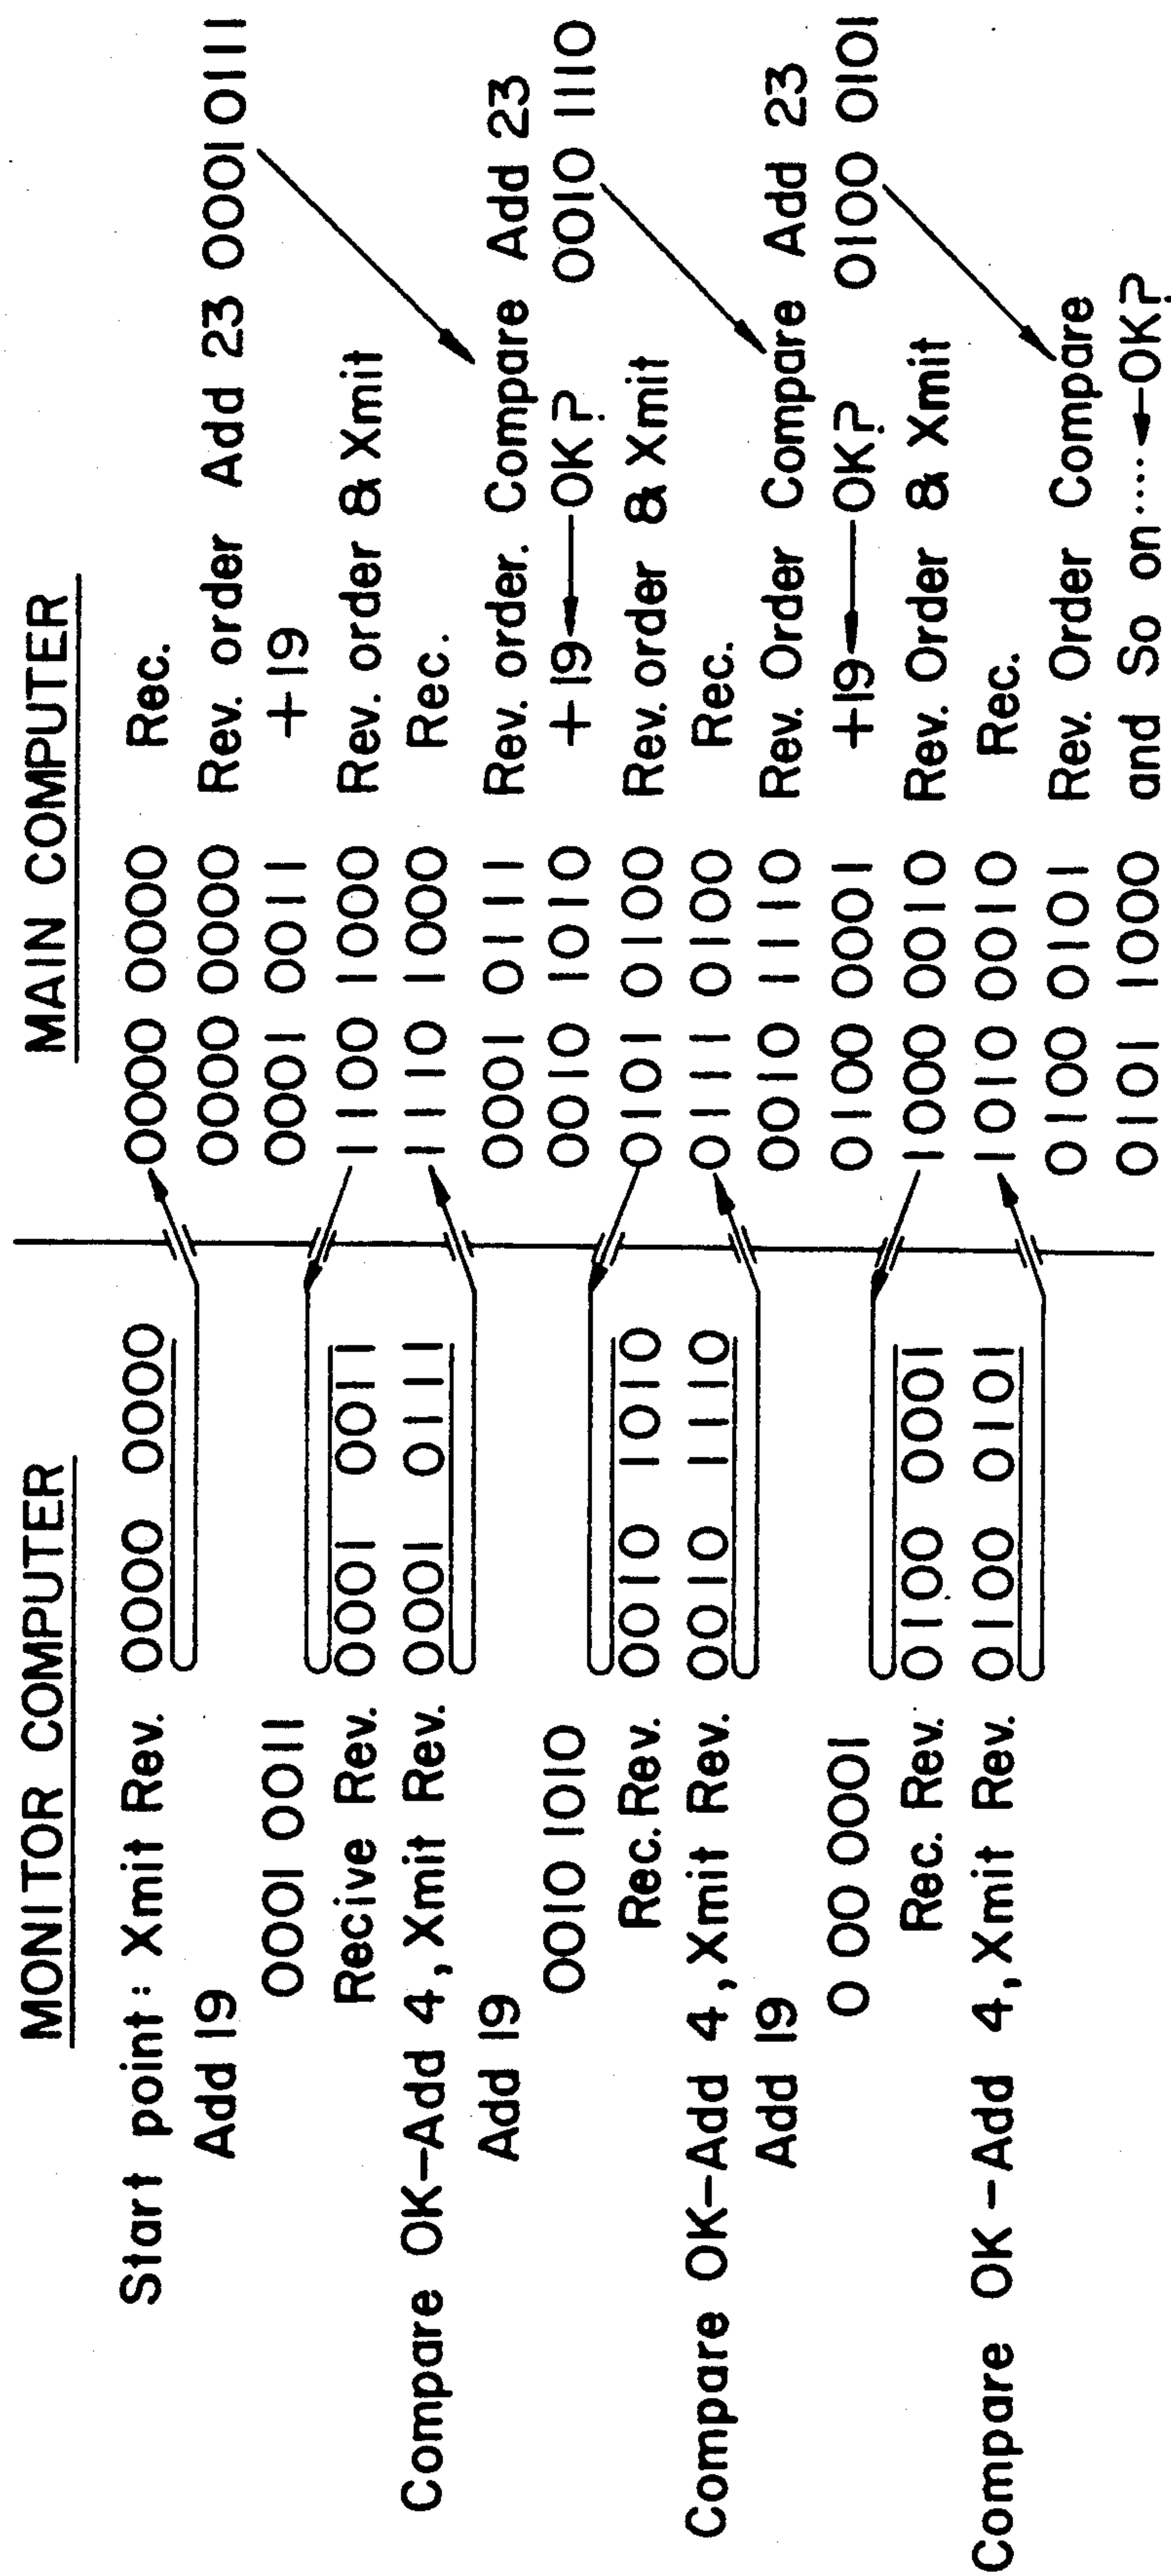 MONITOR COMPUTER
Start point: Xmit Rev. 0000 0000
Add 19
0001 0011
Recive Rev. 0001 0011
Compare OK-Add 4, Xmit Rev. 0001 0111
Add 19
0010 1010
Rec. Rev. 0010 1010
Compare OK-Add 4, Xmit Rev. 0010 1110
Add 19
0 00 0001
Rec. Rev. 0100 0001
Compare OK-Add 4, Xmit Rev. 0100 0101
MAIN COMPUTER
0000 0000 Rec.
0000 0000 Rev. order Add 23 0001 0111
0001 0011 +19
1100 1000 Rev. order & Xmit
1110 1000 Rec.
0001 0111 Rev. order. Compare Add 23
0010 1010 +19 OK? 0010 1110
0101 0100 Rev. order & Xmit
0111 0100 Rec.
0010 1110 Rev. Order Compare Add 23
0100 0001 +19 OK? 0100 0101
1000 0010 Rev. Order & Xmit
1010 0010 Rec.
0100 0101 Rev. Order Compare
0101 1000 and So on ..... OK?